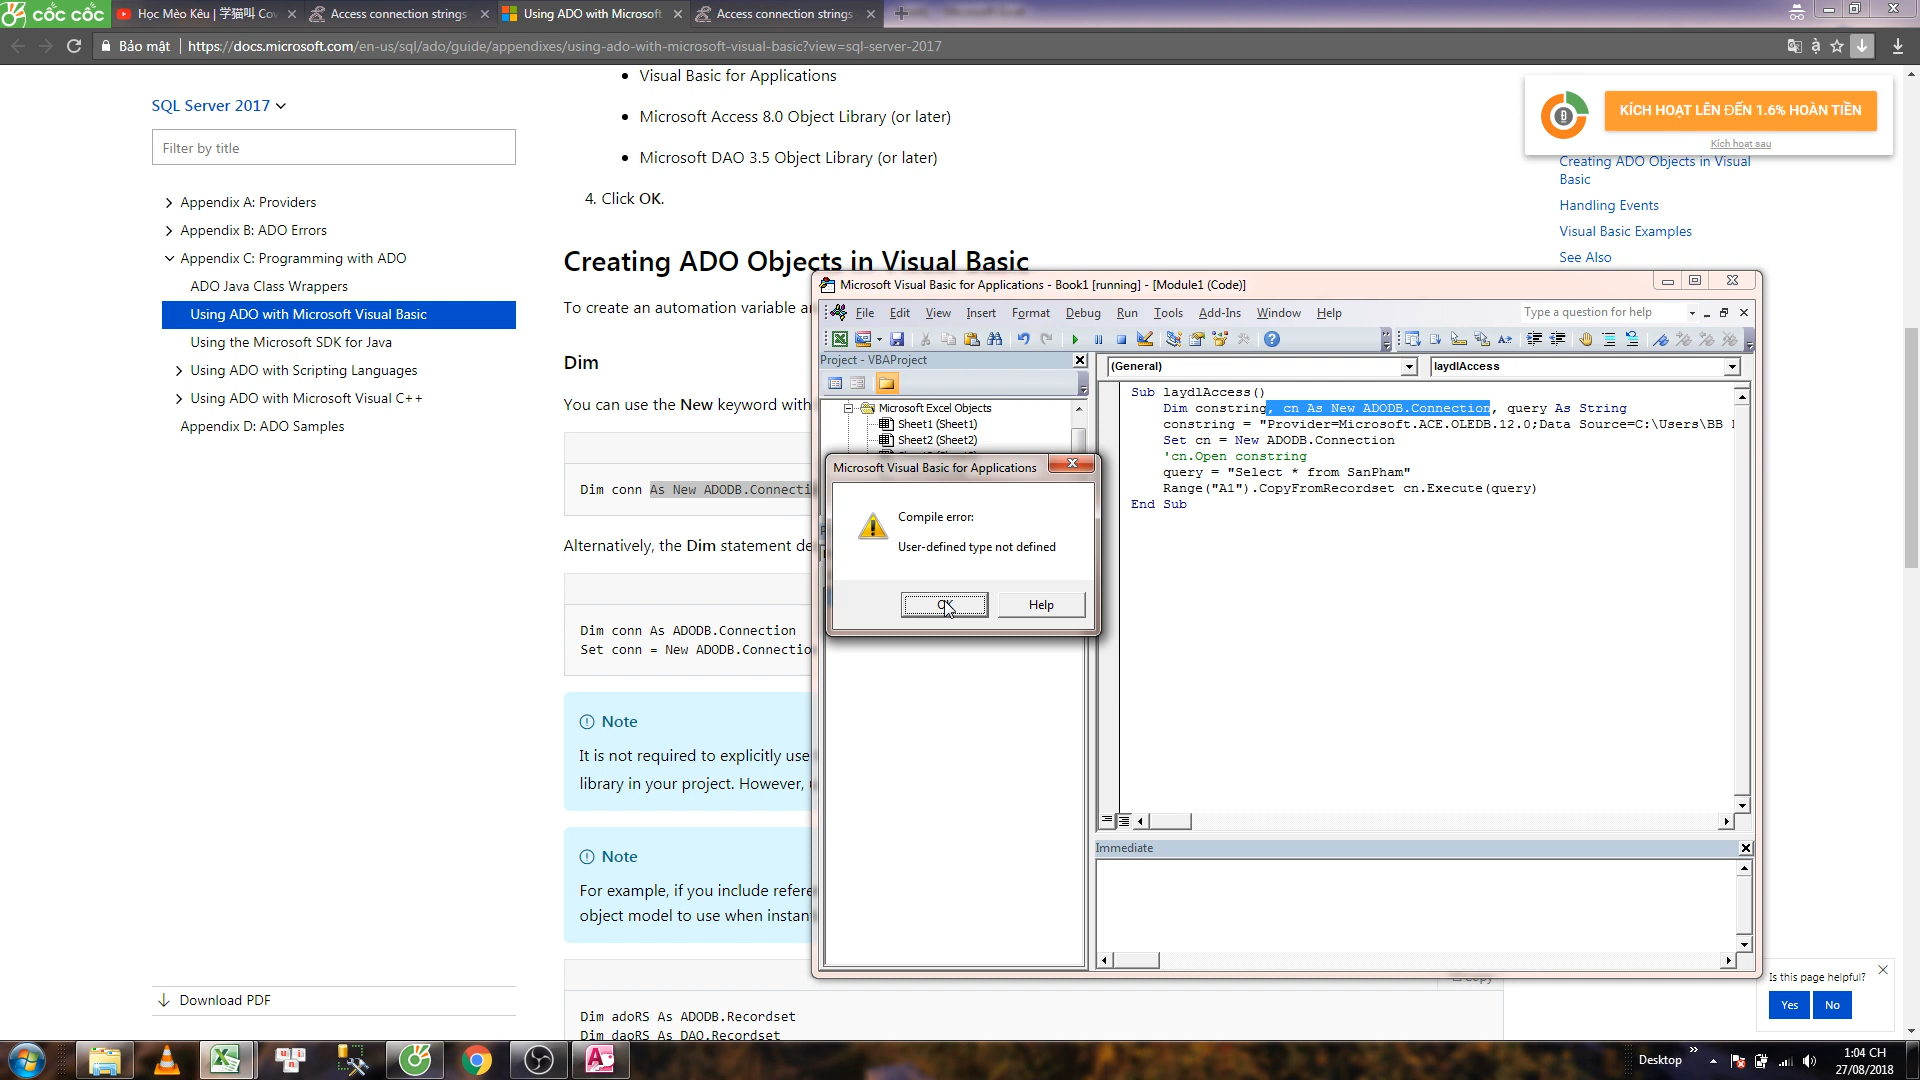 cốc cốc
Học Mèo Kêu | 学猫叫 Cov
Access connection strings
Using ADO with Microsoft
Access connection strings
Bảo mật
https://docs.microsoft.com/en-us/sql/ado/guide/appendixes/using-ado-with-microsoft-visual-basic?view=sql-server-2017
SQL Server 2017
Filter by title
Appendix A: Providers
Appendix B: ADO Errors
Appendix C: Programming with ADO
ADO Java Class Wrappers
Using ADO with Microsoft Visual Basic
Using the Microsoft SDK for Java
Using ADO with Scripting Languages
Using ADO with Microsoft Visual C++
Appendix D: ADO Samples
Download PDF
Visual Basic for Applications
Microsoft Access 8.0 Object Library (or later)
Microsoft DAO 3.5 Object Library (or later)
4. Click OK.
Creating ADO Objects in Visual Basic
To create an automation variable a
Dim
You can use the New keyword with
Dim conn As New ADODB.Connecti
Alternatively, the Dim statement de
Dim conn As ADODB.Connection
Set conn = New ADODB.Connectio
Note
It is not required to explicitly use
library in your project. However,
Note
For example, if you include refere
object model to use when instan
Copy
Dim adoRS As ADODB.Recordset
Dim daoRS As DAO.Recordset
KÍCH HOẠT LÊN ĐẾN 1.6% HOÀN TIỀN
Kích hoạt sau
Creating ADO Objects in Visual
Basic
Handling Events
Visual Basic Examples
See Also
Microsoft Visual Basic for Applications - Book1 [running] - [Module1 (Code)]
File Edit View Insert Format Debug Run Tools Add-Ins Window Help
Type a question for help
Project - VBAProject
Microsoft Excel Objects
Sheet1 (Sheet1)
Sheet2 (Sheet2)
(General)
laydlAccess
Sub laydlAccess()
Dim constring, cn As New ADODB.Connection, query As String
constring = "Provider=Microsoft.ACE.OLEDB.12.0;Data Source=C:\Users\BB
Set cn = New ADODB.Connection
'cn.Open constring
query = "Select * from SanPham"
Range("A1").CopyFromRecordset cn.Execute(query)
End Sub
Microsoft Visual Basic for Applications
Compile error:
User-defined type not defined
OK
Help
Immediate
Is this page helpful?
Yes
No
Desktop
1:04 CH
27/08/2018